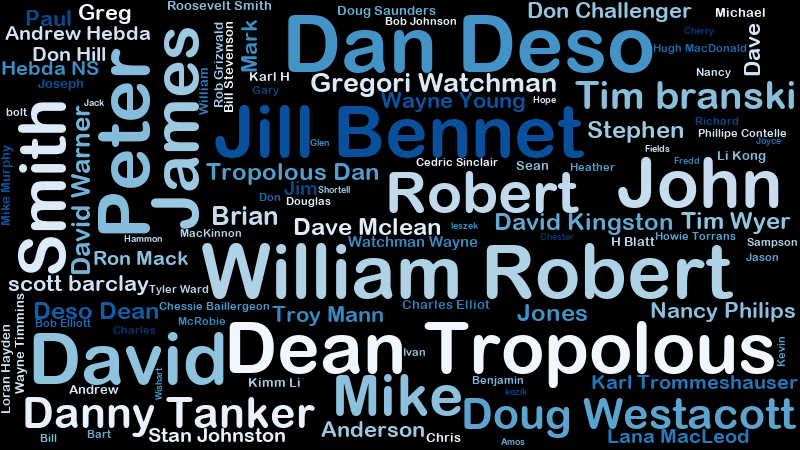 Roosevelt Smith
Paul
Greg
Doug Saunders
Don Challenger
Michael
Andrew Hebda
Bob Johnson
Cherry
Don Hill
Mark
Dan Deso
Hugh MacDonald
Dave
Hebda NS
Peter
James
William
Rob Grizwald
Bill Stevenson
Karl H
Gregori Watchman
Nancy
Joseph
Gary
Jack
Wayne Young
Hope
Tim branski
bolt
Smith
David Warner
Jill Bennet
Stephen
Richard
Phillipe Contelle
Glen
Fields
Joyce
Mike Murphy
Tropolous Dan
Cedric Sinclair
Sean
Heather
Fredd
Li Kong
Don
Jim
Shortell
Douglas
Robert
John
Brian
Dave Mclean
leszek
David Kingston
Tim Wyer
Hammon
MacKinnon
Watchman Wayne
Chester
H Blatt
Howie Torrans
Sampson
Ron Mack
William Robert
Jason
scott barclay
Tyler Ward
Deso Dean
Chessie Baillergeon
Troy Mann
Charles Elliot
Jones
Nancy Philips
Bob Elliott
Charles
McRobie
Loran Hayden
Wayne Timmins
David
Dean Tropolous
Ivan
Kevin
Andrew
Wishart
Kimm Li
Mike
Benjamin
kozik
Karl Trommeshauser
Danny Tanker
Doug Westacott
Bill
Bart
Stan Johnston
Anderson
Chris
Amos
Lana MacLeod